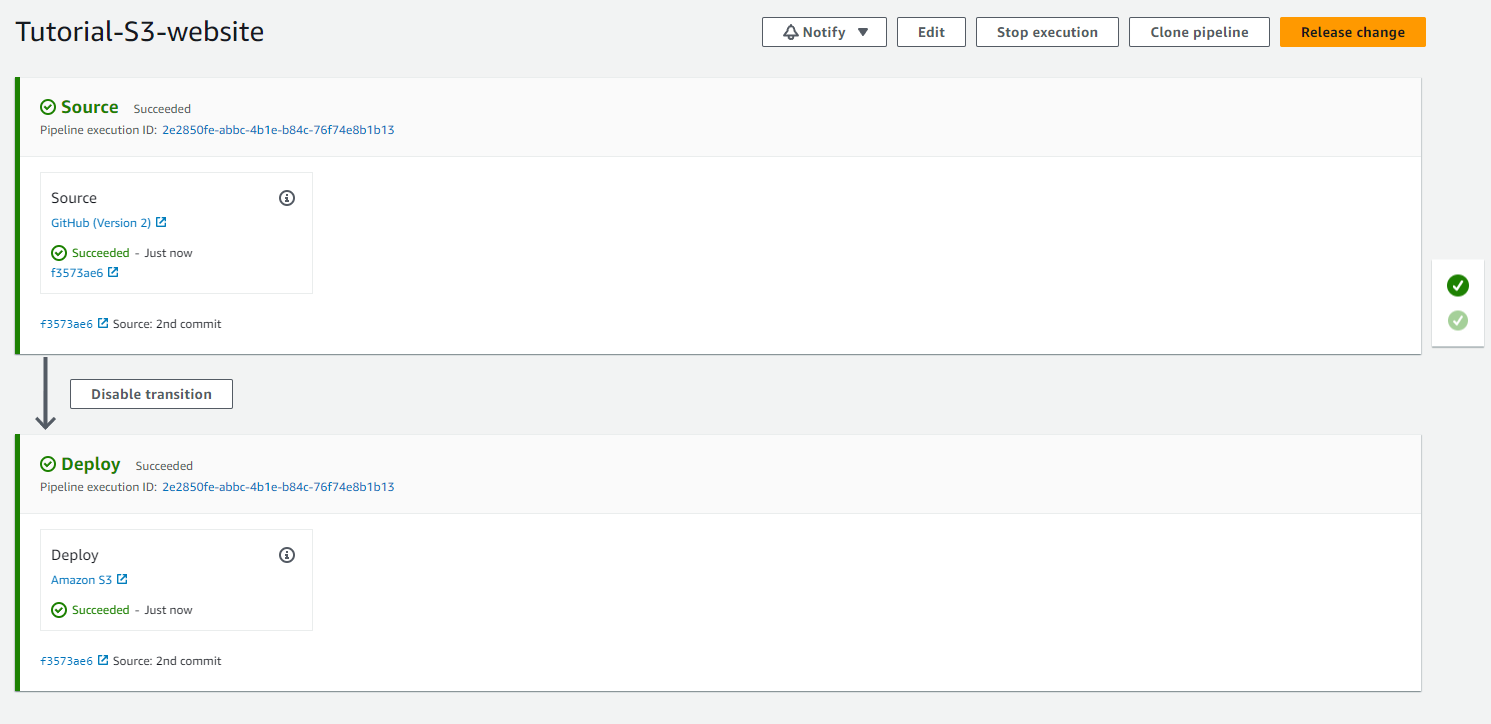 Tutorial-S3-website
Notify
Edit
Stop execution
Clone pipeline
Release change
Source Succeeded
Pipeline execution ID: 2e2850fe-abbc-4b1e-b84c-76f74e8b1b13
Source
GitHub (Version 2)
Succeeded - Just now
f3573ae6
f3573ae6 Source: 2nd commit
Disable transition
Deploy Succeeded
Pipeline execution ID: 2e2850fe-abbc-4b1e-b84c-76f74e8b1b13
Deploy
Amazon S3
Succeeded - Just now
f3573ae6 Source: 2nd commit